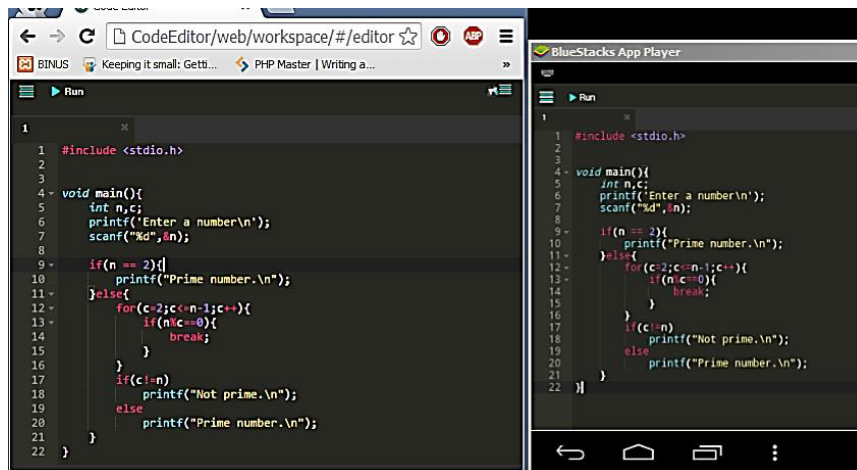 CodeEditor/web/workspace/#/editor
ABP
BINUS Keeping it small: Getti... PHP Master | Writing a... »
Run
1 ×
1 #include <stdio.h>
2
3
4 void main(){
5 int n,c;
6 printf('Enter a number\n');
7 scanf("%d",&n);
8
9 if(n == 2){
10 printf("Prime number.\n");
11 }else{
12 for(c=2;c<=n-1;c++){
13 if(n%c==0){
14 break;
15 }
16 }
17 if(c!=n)
18 printf("Not prime.\n");
19 else
20 printf("Prime number.\n");
21 }
22 }
BlueStacks App Player
Run
1 ×
1 #include <stdio.h>
2
3
4 void main(){
5 int n,c;
6 printf('Enter a number\n');
7 scanf("%d",&n);
8
9 if(n == 2){
10 printf("Prime number.\n");
11 }else{
12 for(c=2;c<=n-1;c++){
13 if(n%c==0){
14 break;
15 }
16 }
17 if(c!=n)
18 printf("Not prime.\n");
19 else
20 printf("Prime number.\n");
21 }
22 }